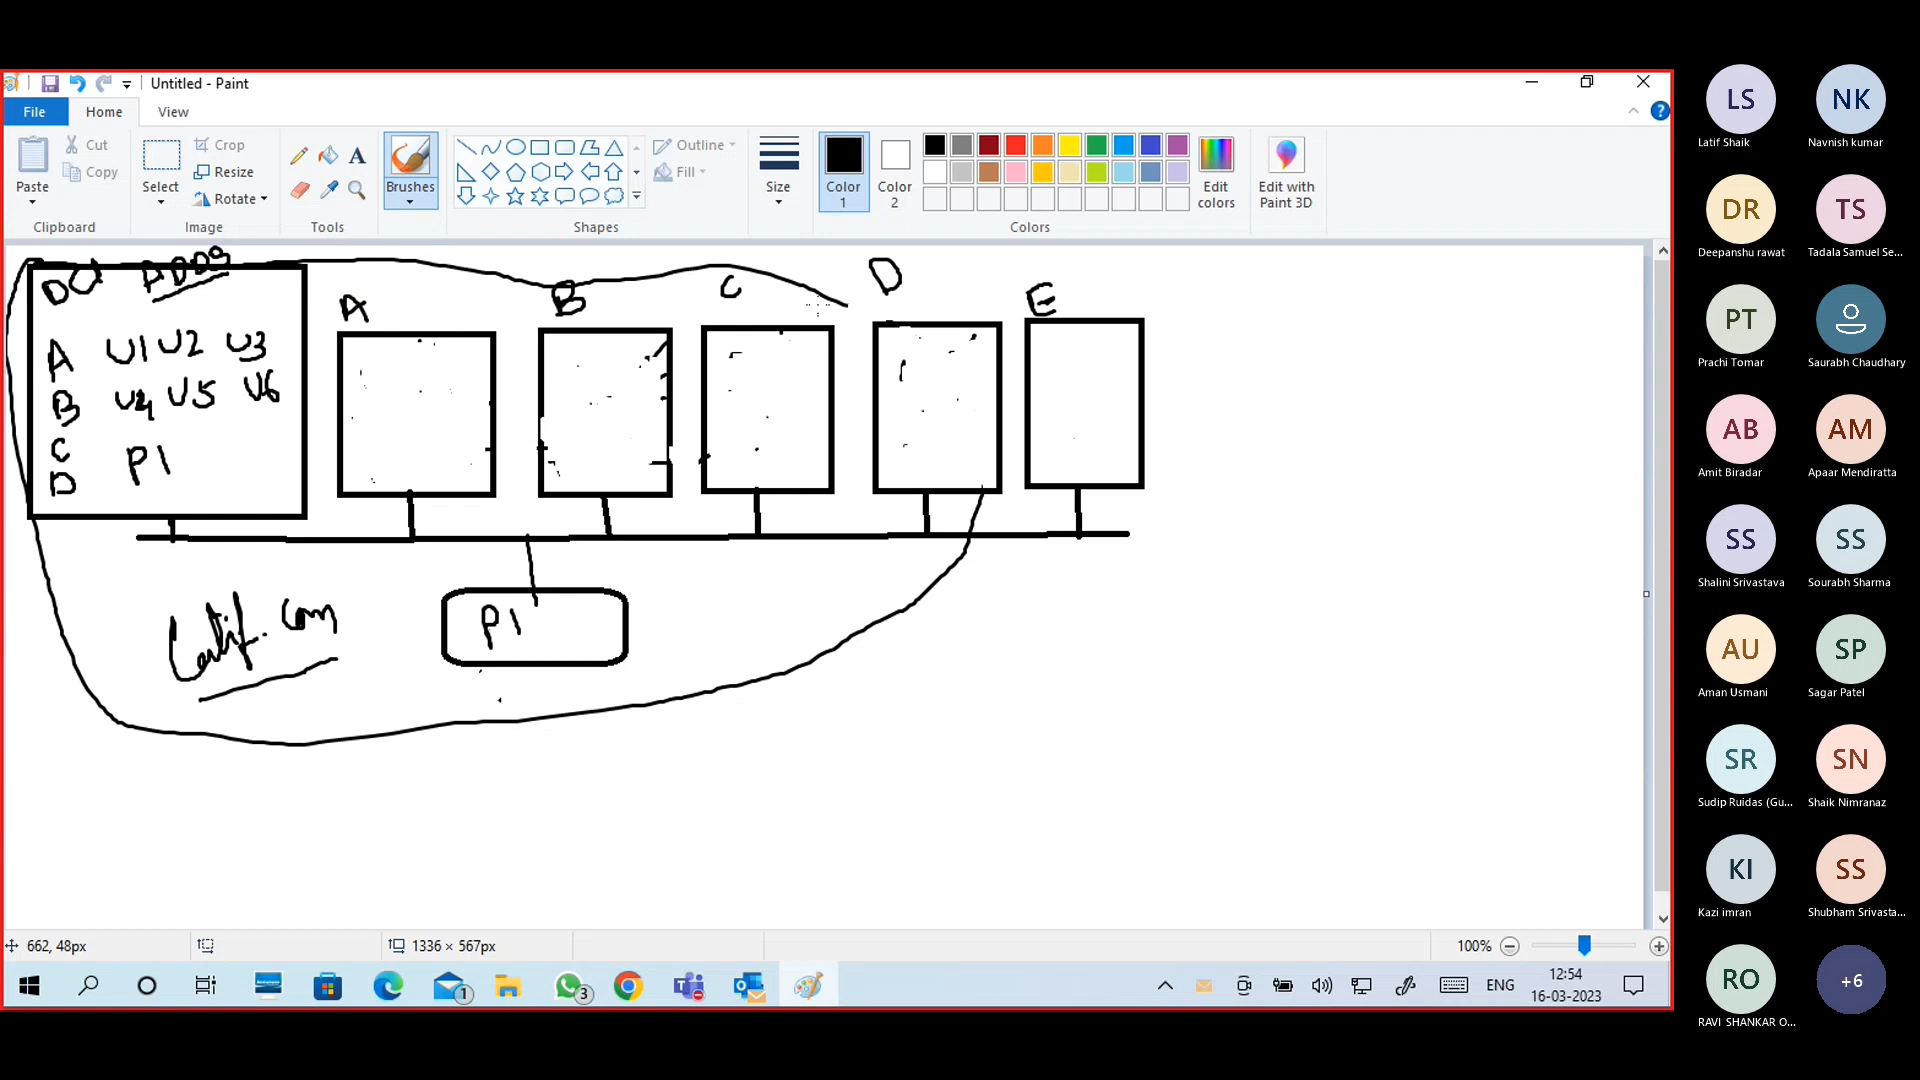 Untitled - Paint
File Home View
Paste Cut Copy Clipboard
Select Crop Resize Rotate Image
Tools
Brushes
Shapes Outline Fill
Size
Color 1 Color 2
Edit colors
Edit with Paint 3D
Colors
DC ADDS
A U1 U2 U3
B U4 U5 U6
C P1
D
A B C D E
P1
.com
662, 48px
1336 × 567px
100%
1
3
ENG
12:54
16-03-2023
LS NK
Latif Shaik Navnish kumar
DR TS
Deepanshu rawat Tadala Samuel Se...
PT
Prachi Tomar Saurabh Chaudhary
AB AM
Amit Biradar Apaar Mendiratta
SS SS
Shalini Srivastava Sourabh Sharma
AU SP
Aman Usmani Sagar Patel
SR SN
Sudip Ruidas (Gu... Shaik Nimranaz
KI SS
Kazi imran Shubham Srivasta...
RO +6
RAVI SHANKAR O...